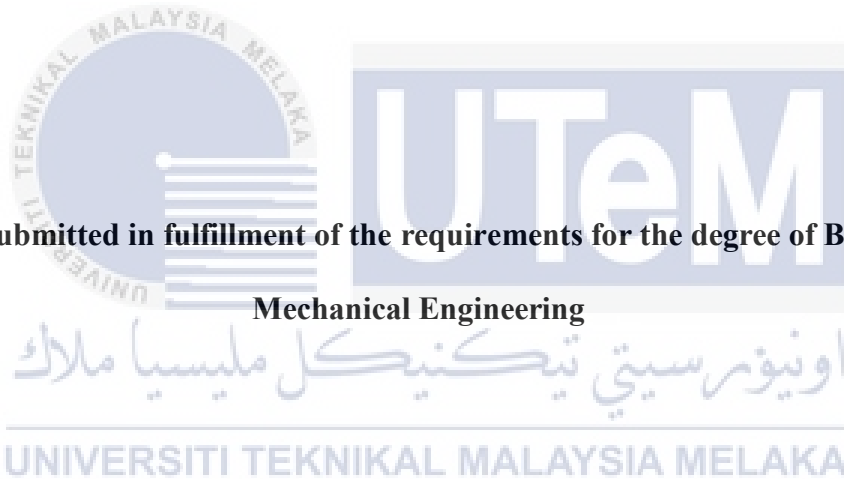 UNIVERSITI TEKNIKAL MALAYSIA MELAKA
UTeM
ubmitted in fulfillment of the requirements for the degree of B
Mechanical Engineering
اونيۏرسيتي تيكنيكل مليسيا ملاك
UNIVERSITI TEKNIKAL MALAYSIA MELAKA